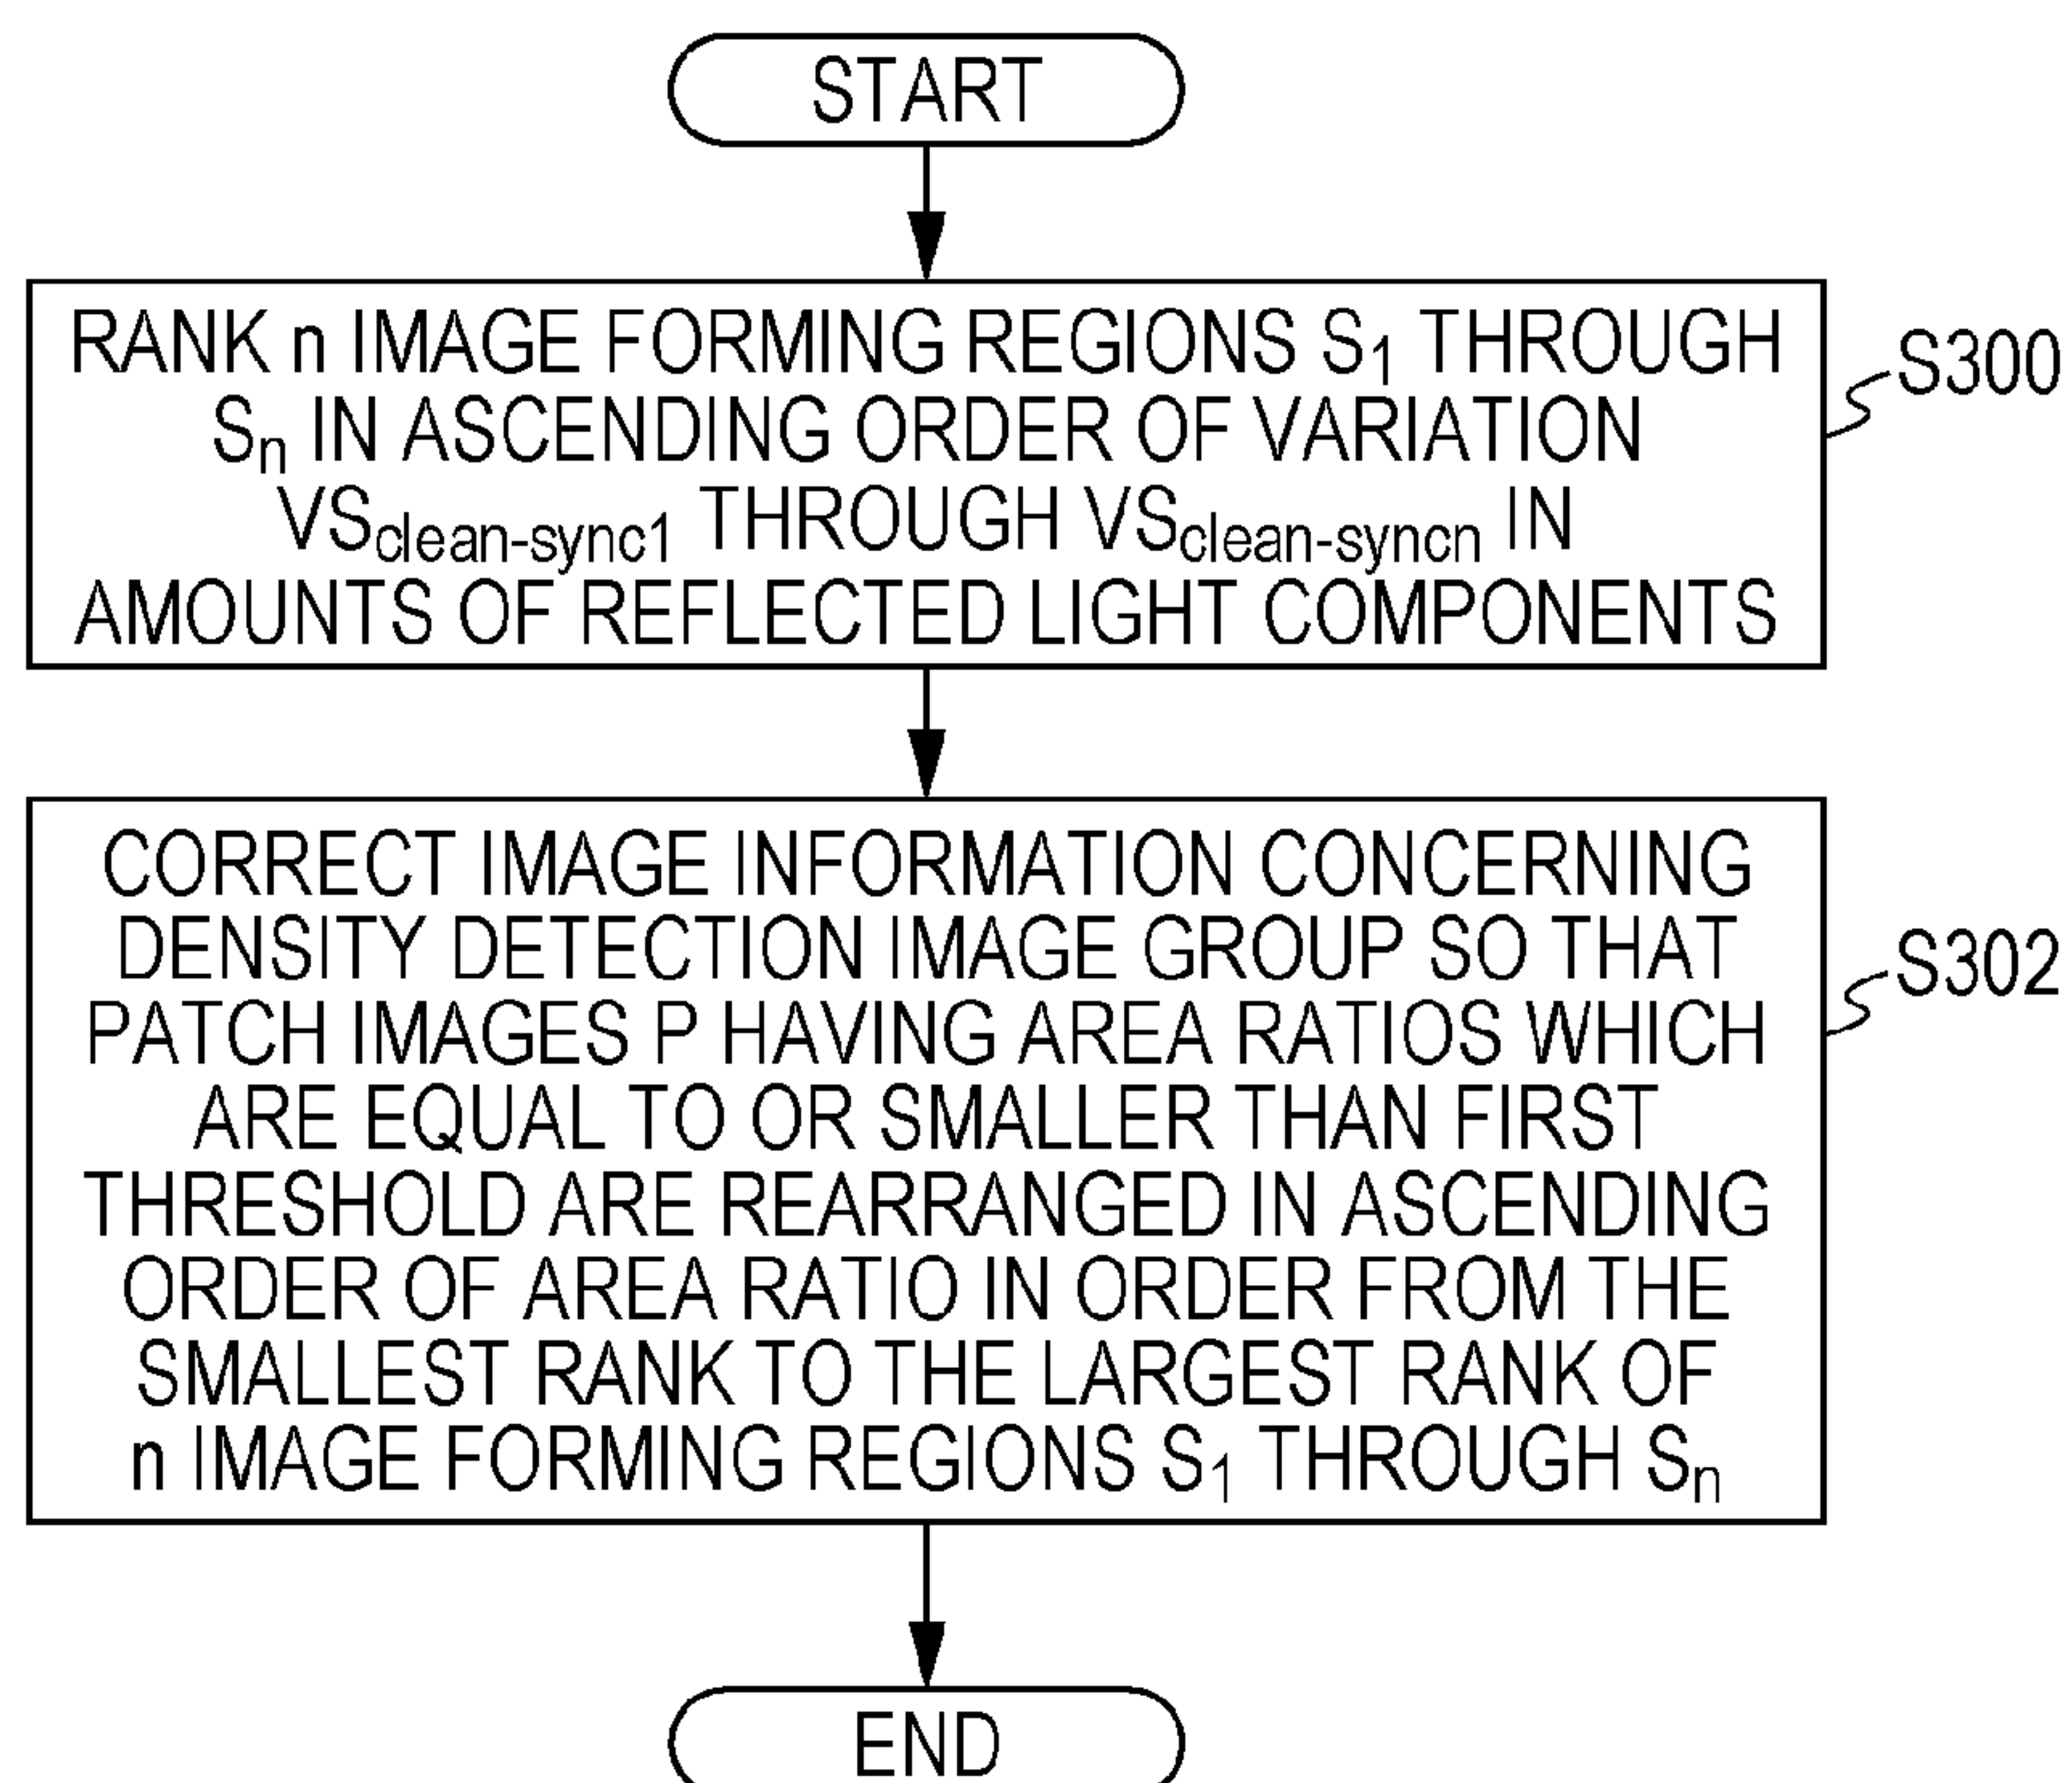 START
RANK n IMAGE FORMING REGIONS S1 THROUGH
Sn IN ASCENDING ORDER OF VARIATION
VSclean-sync1 THROUGH VSclean-syncn IN
AMOUNTS OF REFLECTED LIGHT COMPONENTS
S300
CORRECT IMAGE INFORMATION CONCERNING
DENSITY DETECTION IMAGE GROUP SO THAT
PATCH IMAGES P HAVING AREA RATIOS WHICH
ARE EQUAL TO OR SMALLER THAN FIRST
THRESHOLD ARE REARRANGED IN ASCENDING
ORDER OF AREA RATIO IN ORDER FROM THE
SMALLEST RANK TO THE LARGEST RANK OF
n IMAGE FORMING REGIONS S1 THROUGH Sn
S302
END